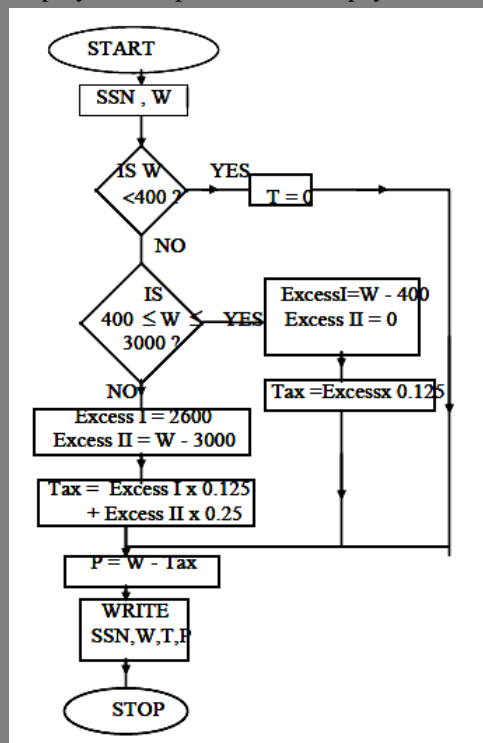 START
SSN , W
IS W
<400 ?
YES
T = 0
NO
IS
400 ≤ W ≤
3000 ?
YES
ExcessI=W - 400
Excess II = 0
Tax =Excessx 0.125
NO
Excess I = 2600
Excess II = W - 3000
Tax = Excess I x 0.125
+ Excess II x 0.25
P = W - Tax
WRITE
SSN,W,T,P
STOP